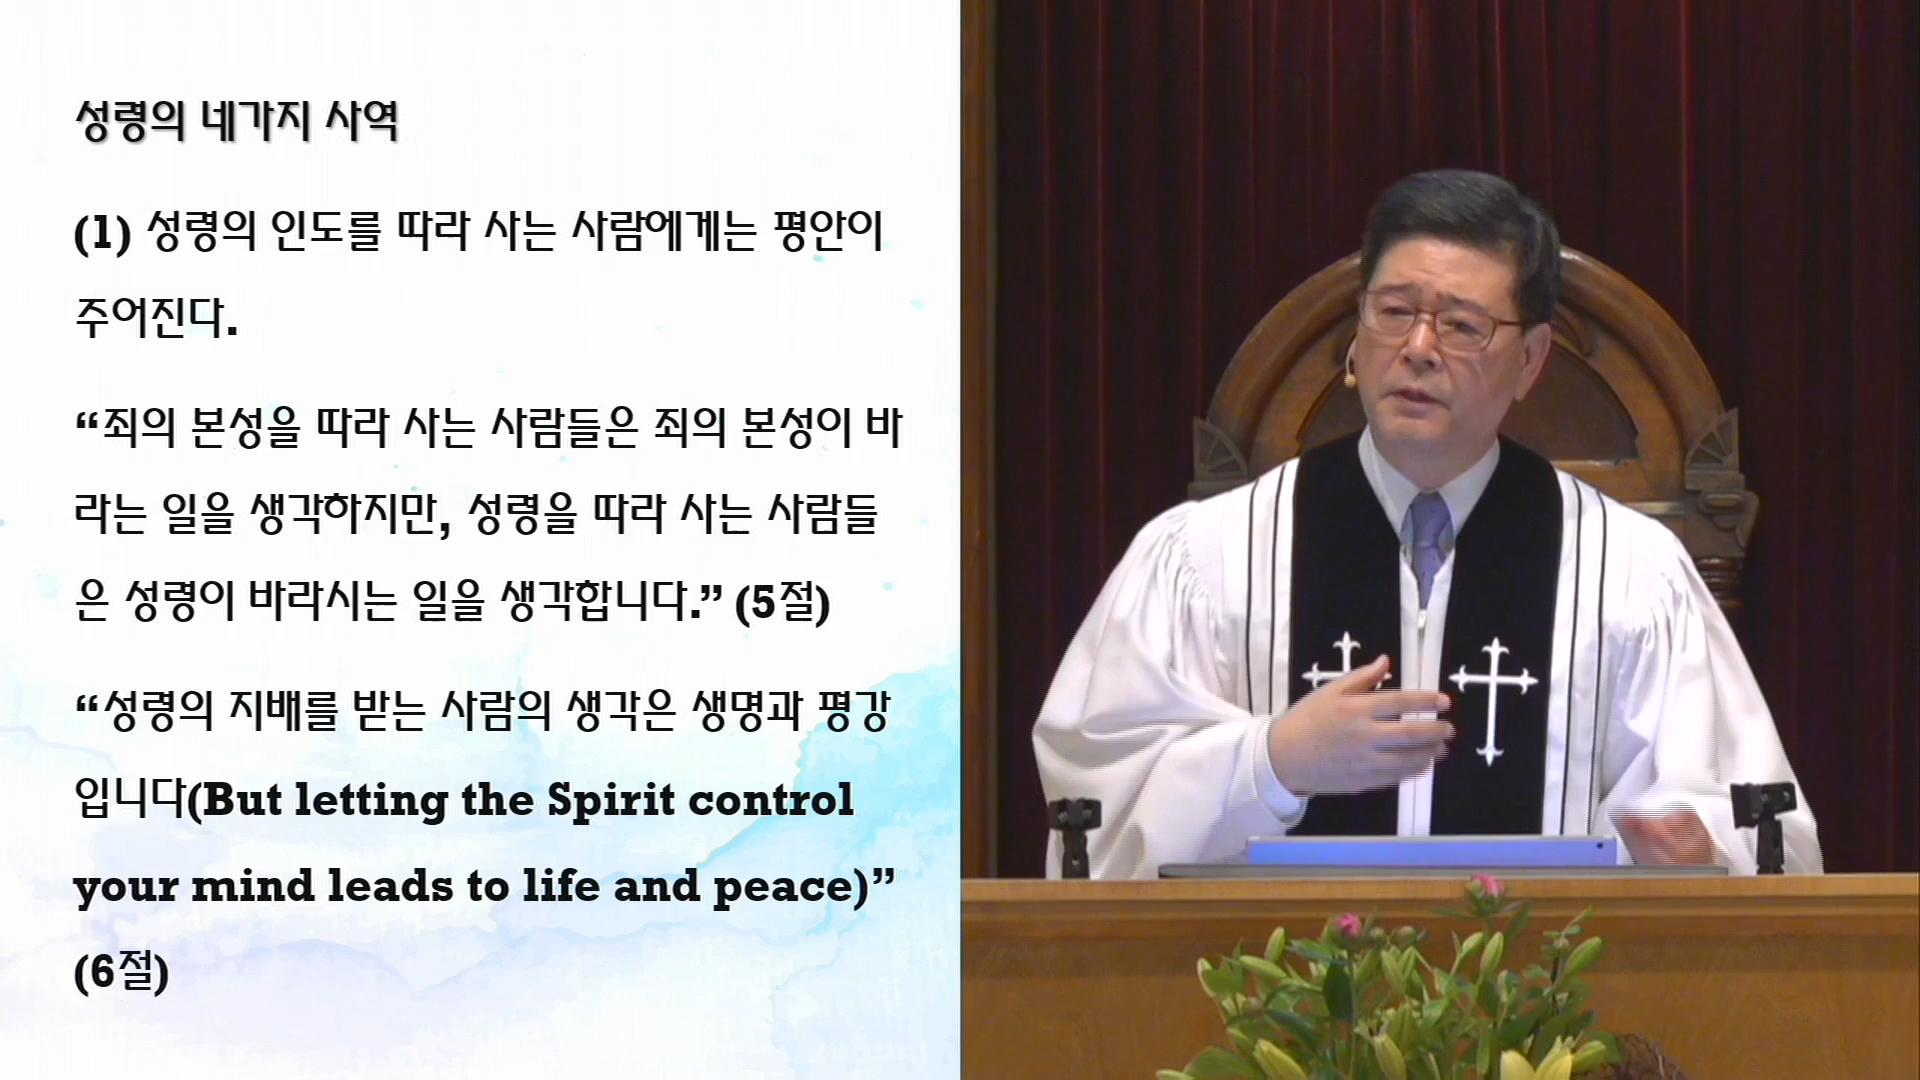 성령의 네가지 사역
(1) 성령의 인도를 따라 사는 사람에게는 평안이
주어진다.
“죄의 본성을 따라 사는 사람들은 죄의 본성이 바
라는 일을 생각하지만, 성령을 따라 사는 사람들
은 성령이 바라시는 일을 생각합니다.” (5절)
“성령의 지배를 받는 사람의 생각은 생명과 평강
입니다(But letting the Spirit control
your mind leads to life and peace)”
(6절)